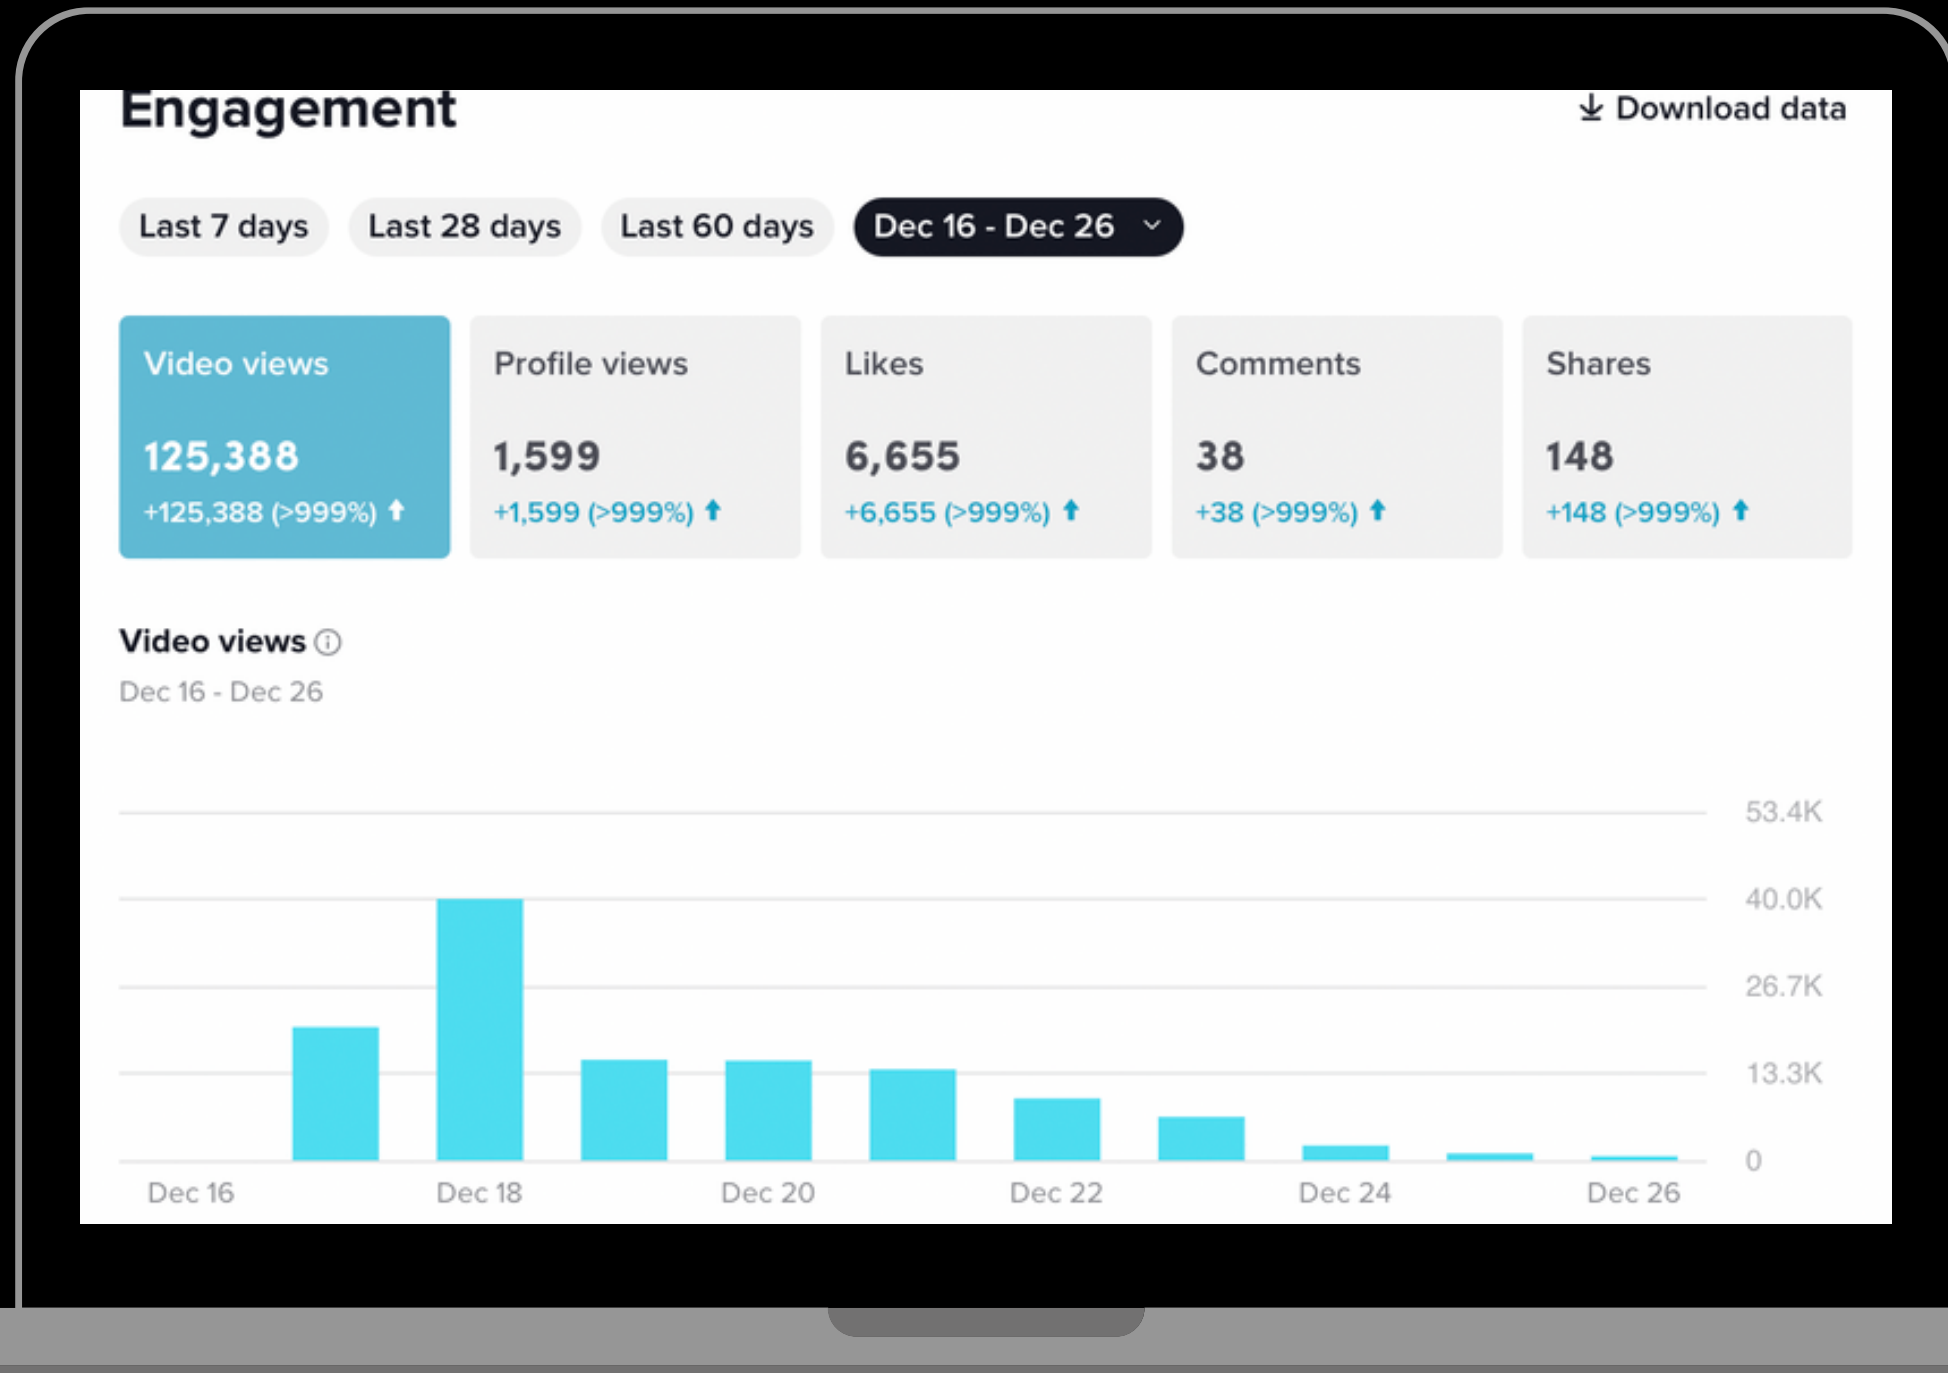 Engagement
Download data
Last 7 days
Last 28 days
Last 60 days
Dec 16 - Dec 26
Video views
125,388
+125,388 (>999%)
Profile views
1,599
+1,599 (>999%)
Likes
6,655
+6,655 (>999%)
Comments
38
+38 (>999%)
Shares
148
+148 (>999%)
Video views
Dec 16 - Dec 26
53.4K
40.0K
26.7K
13.3K
0
Dec 16
Dec 18
Dec 20
Dec 22
Dec 24
Dec 26